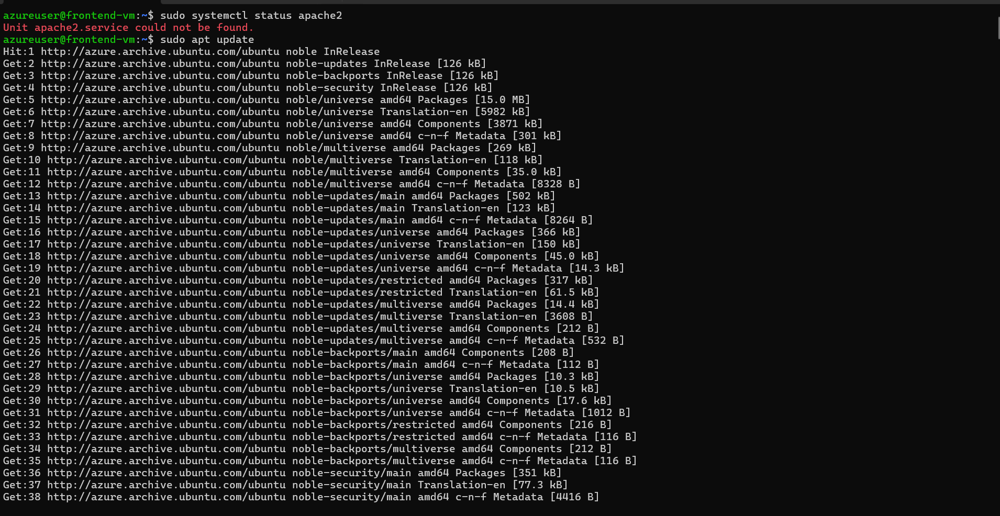 azureuser@frontend-vm:~$ sudo systemctl status apache2
Unit apache2.service could not be found.
azureuser@frontend-vm:~$ sudo apt update
Hit:1 http://azure.archive.ubuntu.com/ubuntu noble InRelease
Get:2 http://azure.archive.ubuntu.com/ubuntu noble-updates InRelease [126 kB]
Get:3 http://azure.archive.ubuntu.com/ubuntu noble-backports InRelease [126 kB]
Get:4 http://azure.archive.ubuntu.com/ubuntu noble-security InRelease [126 kB]
Get:5 http://azure.archive.ubuntu.com/ubuntu noble/universe amd64 Packages [15.0 MB]
Get:6 http://azure.archive.ubuntu.com/ubuntu noble/universe Translation-en [5982 kB]
Get:7 http://azure.archive.ubuntu.com/ubuntu noble/universe amd64 Components [3871 kB]
Get:8 http://azure.archive.ubuntu.com/ubuntu noble/universe amd64 c-n-f Metadata [301 kB]
Get:9 http://azure.archive.ubuntu.com/ubuntu noble/multiverse amd64 Packages [269 kB]
Get:10 http://azure.archive.ubuntu.com/ubuntu noble/multiverse Translation-en [118 kB]
Get:11 http://azure.archive.ubuntu.com/ubuntu noble/multiverse amd64 Components [35.0 kB]
Get:12 http://azure.archive.ubuntu.com/ubuntu noble/multiverse amd64 c-n-f Metadata [8328 B]
Get:13 http://azure.archive.ubuntu.com/ubuntu noble-updates/main amd64 Packages [502 kB]
Get:14 http://azure.archive.ubuntu.com/ubuntu noble-updates/main Translation-en [123 kB]
Get:15 http://azure.archive.ubuntu.com/ubuntu noble-updates/main amd64 c-n-f Metadata [8264 B]
Get:16 http://azure.archive.ubuntu.com/ubuntu noble-updates/universe amd64 Packages [366 kB]
Get:17 http://azure.archive.ubuntu.com/ubuntu noble-updates/universe Translation-en [150 kB]
Get:18 http://azure.archive.ubuntu.com/ubuntu noble-updates/universe amd64 Components [45.0 kB]
Get:19 http://azure.archive.ubuntu.com/ubuntu noble-updates/universe amd64 c-n-f Metadata [14.3 kB]
Get:20 http://azure.archive.ubuntu.com/ubuntu noble-updates/restricted amd64 Packages [317 kB]
Get:21 http://azure.archive.ubuntu.com/ubuntu noble-updates/restricted Translation-en [61.5 kB]
Get:22 http://azure.archive.ubuntu.com/ubuntu noble-updates/multiverse amd64 Packages [14.4 kB]
Get:23 http://azure.archive.ubuntu.com/ubuntu noble-updates/multiverse Translation-en [3608 B]
Get:24 http://azure.archive.ubuntu.com/ubuntu noble-updates/multiverse amd64 Components [212 B]
Get:25 http://azure.archive.ubuntu.com/ubuntu noble-updates/multiverse amd64 c-n-f Metadata [532 B]
Get:26 http://azure.archive.ubuntu.com/ubuntu noble-backports/main amd64 Components [208 B]
Get:27 http://azure.archive.ubuntu.com/ubuntu noble-backports/main amd64 c-n-f Metadata [112 B]
Get:28 http://azure.archive.ubuntu.com/ubuntu noble-backports/universe amd64 Packages [10.3 kB]
Get:29 http://azure.archive.ubuntu.com/ubuntu noble-backports/universe Translation-en [10.5 kB]
Get:30 http://azure.archive.ubuntu.com/ubuntu noble-backports/universe amd64 Components [17.6 kB]
Get:31 http://azure.archive.ubuntu.com/ubuntu noble-backports/universe amd64 c-n-f Metadata [1012 B]
Get:32 http://azure.archive.ubuntu.com/ubuntu noble-backports/restricted amd64 Components [216 B]
Get:33 http://azure.archive.ubuntu.com/ubuntu noble-backports/restricted amd64 c-n-f Metadata [116 B]
Get:34 http://azure.archive.ubuntu.com/ubuntu noble-backports/multiverse amd64 Components [212 B]
Get:35 http://azure.archive.ubuntu.com/ubuntu noble-backports/multiverse amd64 c-n-f Metadata [116 B]
Get:36 http://azure.archive.ubuntu.com/ubuntu noble-security/main amd64 Packages [351 kB]
Get:37 http://azure.archive.ubuntu.com/ubuntu noble-security/main Translation-en [77.3 kB]
Get:38 http://azure.archive.ubuntu.com/ubuntu noble-security/main amd64 c-n-f Metadata [4416 B]